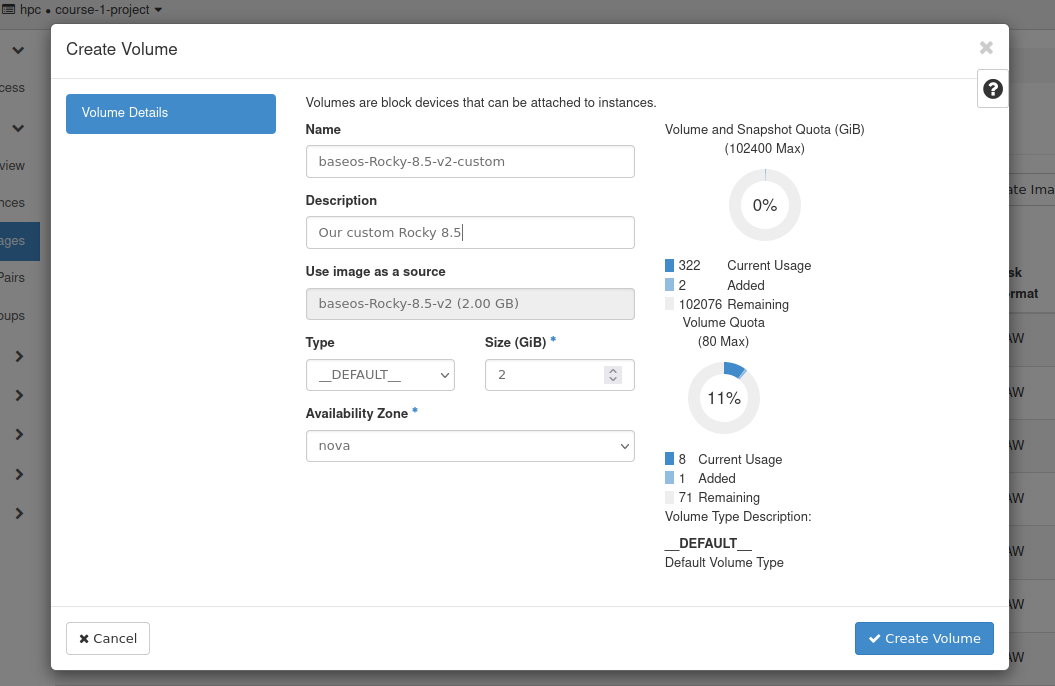 hpc • course-1-project
Create Volume
Volume Details
Volumes are block devices that can be attached to instances.
Name
baseos-Rocky-8.5-v2-custom
Description
Our custom Rocky 8.5
Use image as a source
baseos-Rocky-8.5-v2 (2.00 GB)
Type
Size (GiB) *
__DEFAULT__
2
Availability Zone *
nova
Volume and Snapshot Quota (GiB)
(102400 Max)
0%
322 Current Usage
2 Added
102076 Remaining
Volume Quota
(80 Max)
11%
8 Current Usage
1 Added
71 Remaining
Volume Type Description:
__DEFAULT__
Default Volume Type
Cancel
Create Volume
?
cess
view
nces
ages
Pairs
oups
ate Ima
sk
rmat
AW
AW
AW
AW
AW
AW
AW